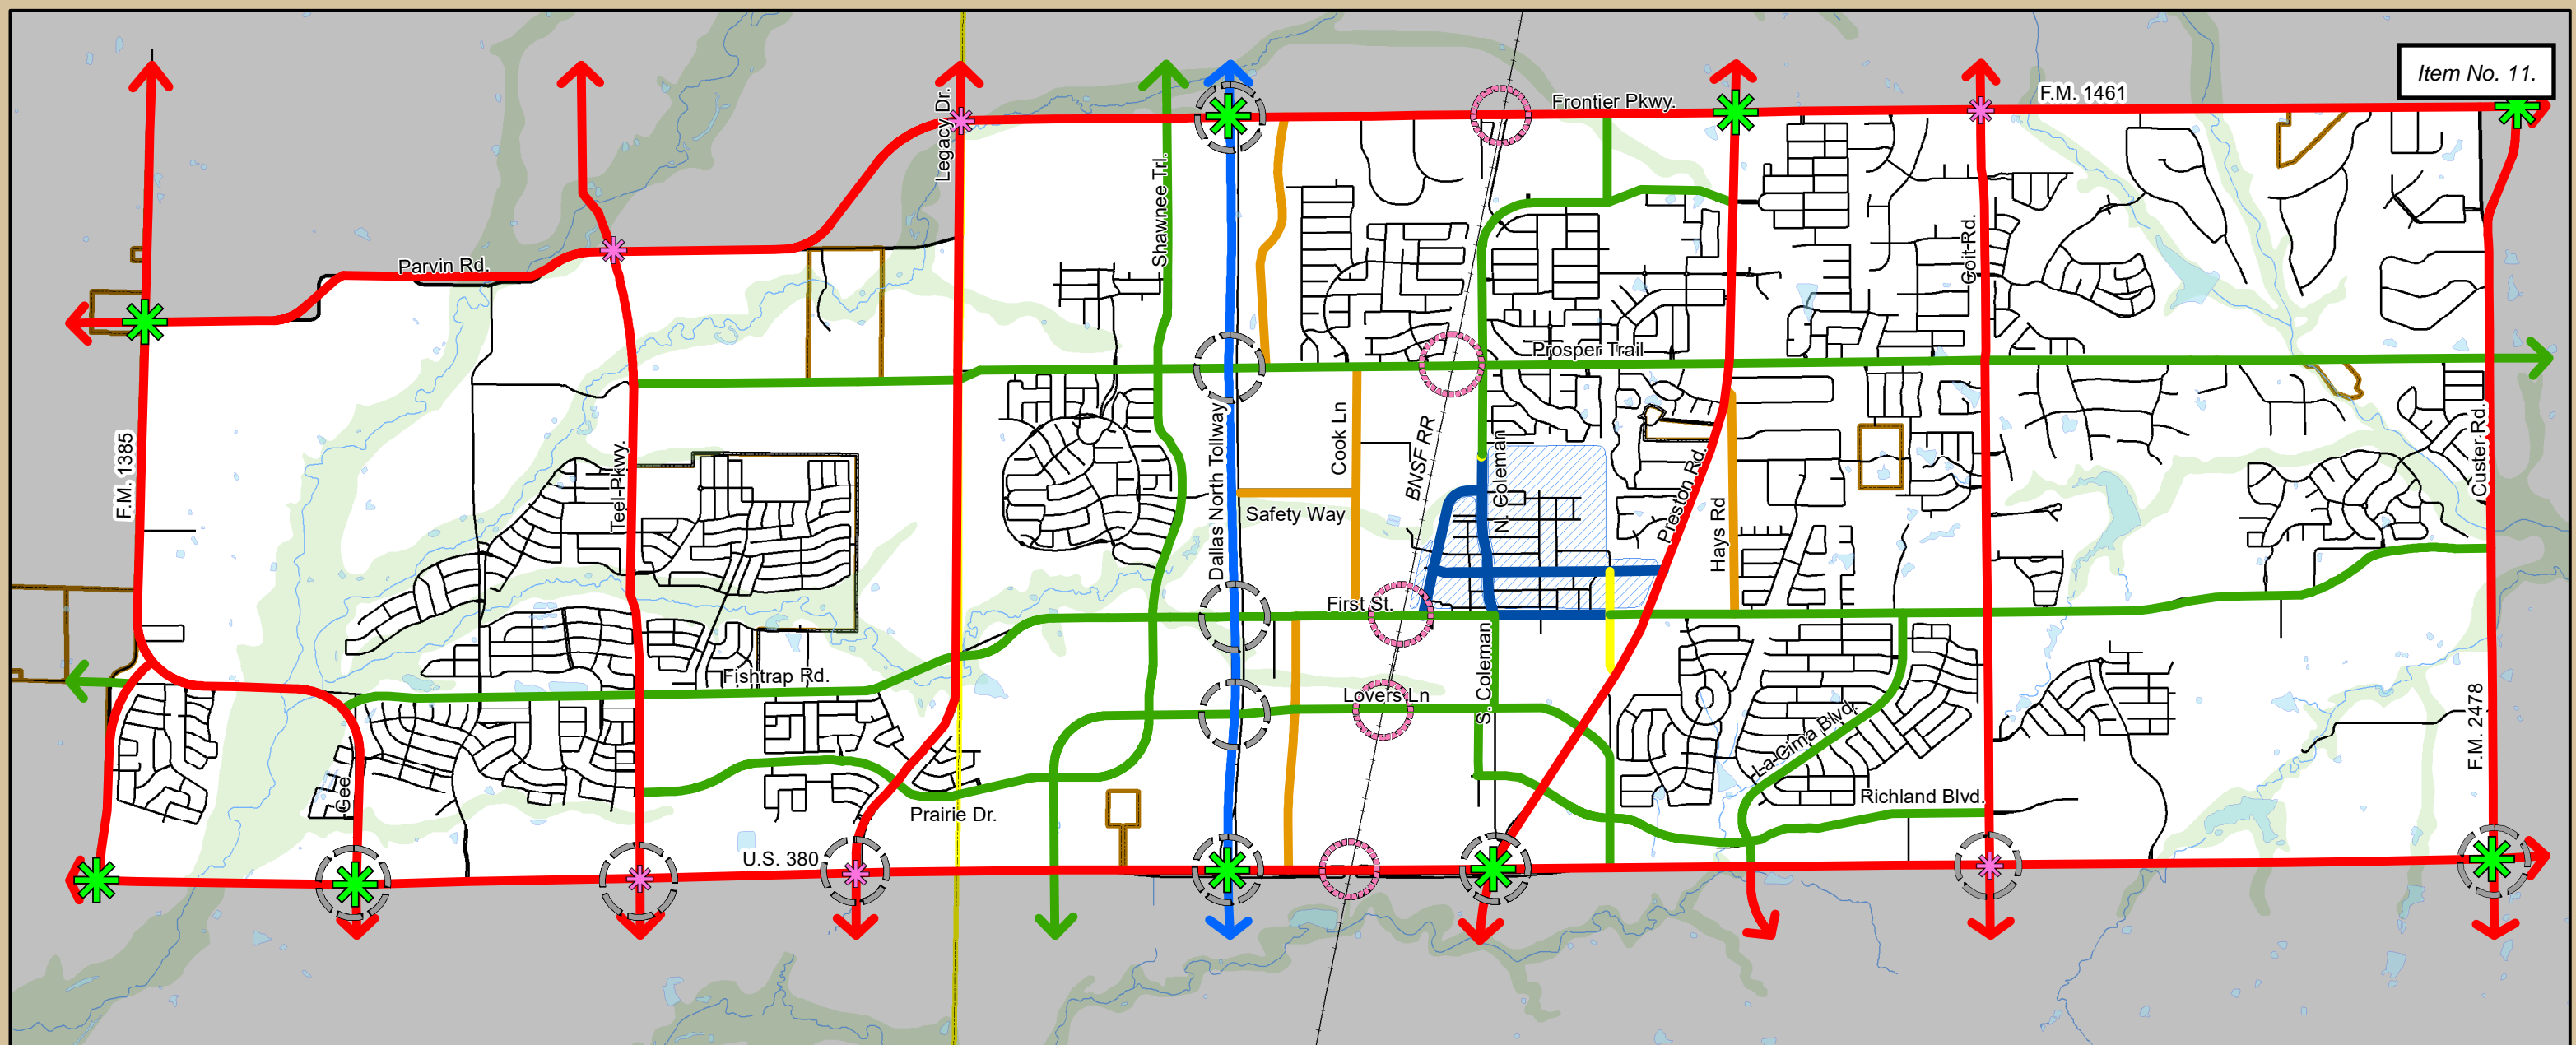 Item No. 11.
F.M. 1461
Frontier Pkwy.
Legacy Dr.
Shawnee Trl.
Coit Rd.
Parvin Rd.
Prosper Trail
Dallas North Tollway
Cook Ln
BNSF RR
N. Coleman
Preston Rd.
Hays Rd
Custer Rd.
F.M. 1385
Teel Pkwy.
Safety Way
First St.
Fishtrap Rd.
Lovers Ln
S. Coleman
La Cima Blvd.
F.M. 2478
Gee
Prairie Dr.
Richland Blvd.
U.S. 380